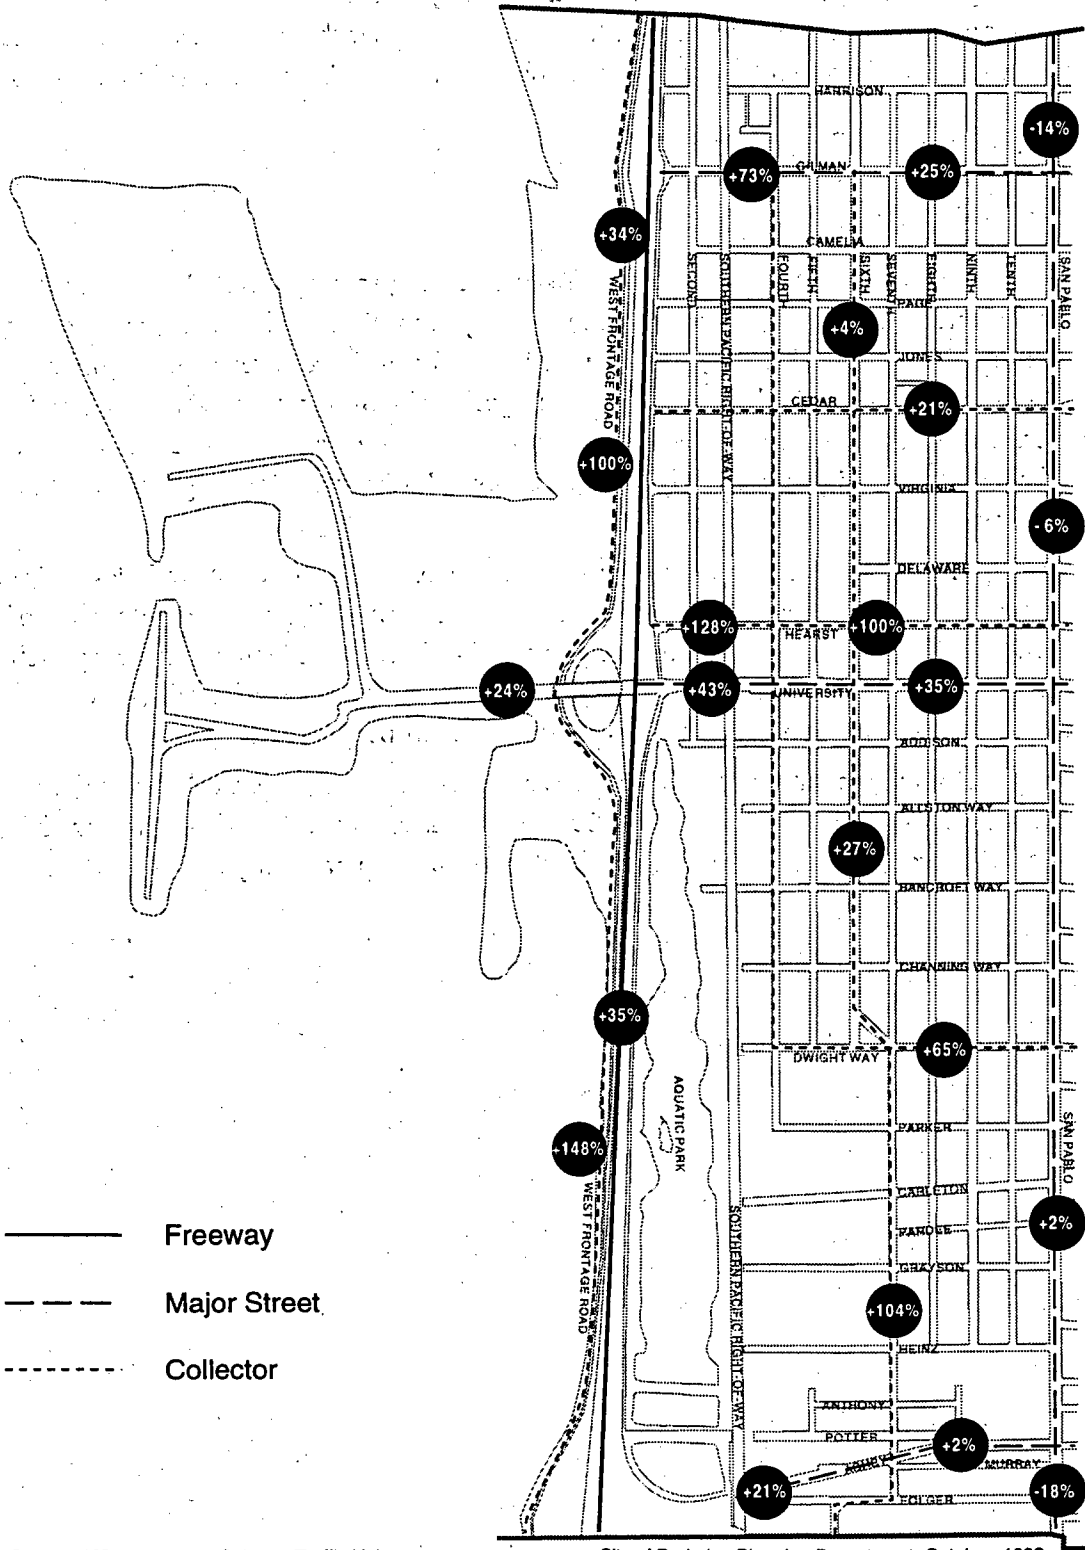 HARRISON
-14%
GILMAN
+73%
+25%
+34%
CAMELIA
SECOND
SOUTHERN PACIFIC RIGHT-OF-WAY
FOURTH
FIFTH
SIXTH
SEVENTH
EIGHTH
NINTH
TENTH
SAN PABLO
WEST FRONTAGE ROAD
PAGE
+4%
JONES
CEDAR
+21%
+100%
VIRGINIA
- 6%
DELAWARE
+128%
HEARST
+100%
+24%
+43%
UNIVERSITY
+35%
ADDISON
ALLSTON WAY
+27%
BANCROFT WAY
CHANNING WAY
+35%
DWIGHT WAY
+65%
AQUATIC PARK
PARKER
SAN PABLO
+148%
WEST FRONTAGE ROAD
CARLETON
SOUTHERN PACIFIC RIGHT-OF-WAY
PARDEE
+2%
Freeway
GRAYSON
Major Street
+104%
HEINZ
Collector
ANTHONY
POTTER
+2%
ASHBY
MURRAY
+21%
FOLGER
-18%